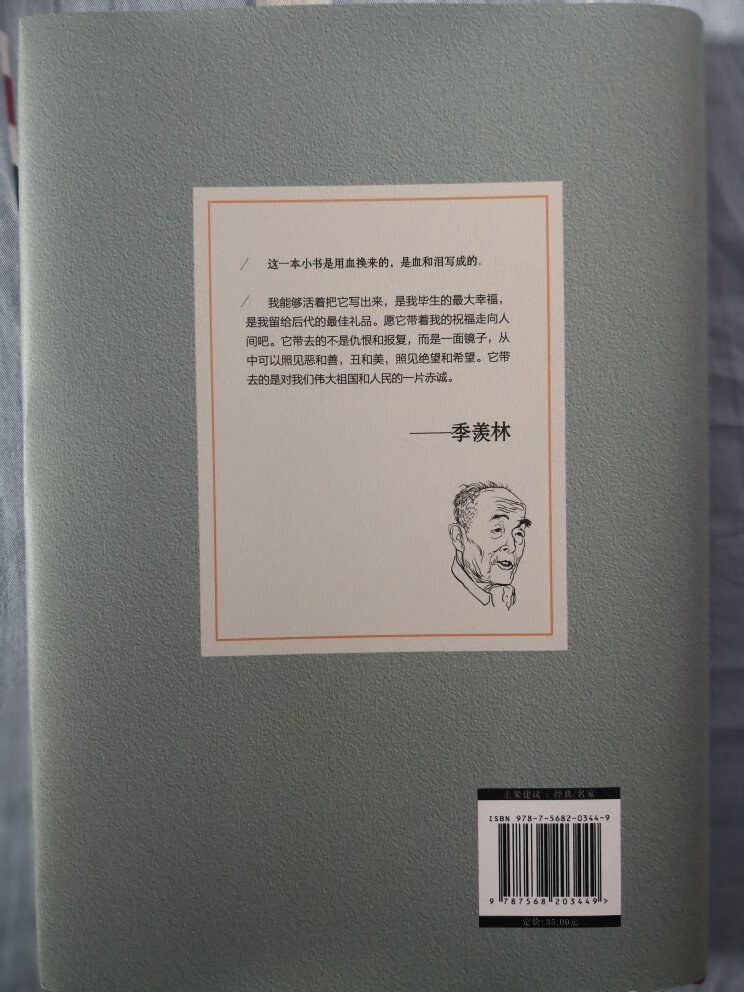 / 这一本小书是用血换来的，是血和泪写成的。
/ 我能够活着把它写出来，是我毕生的最大幸福，
是我留给后代的最佳礼品。愿它带着我的祝福走向人
间吧。它带去的不是仇恨和报复，而是一面镜子，从
中可以照见恶和善，丑和美，照见绝望和希望。它带
去的是对我们伟大祖国和人民的一片赤诚。
——季羡林
上架建议：经典/名家
ISBN 978-7-5682-0344-9
9 787568 203449>
定价:35.00元